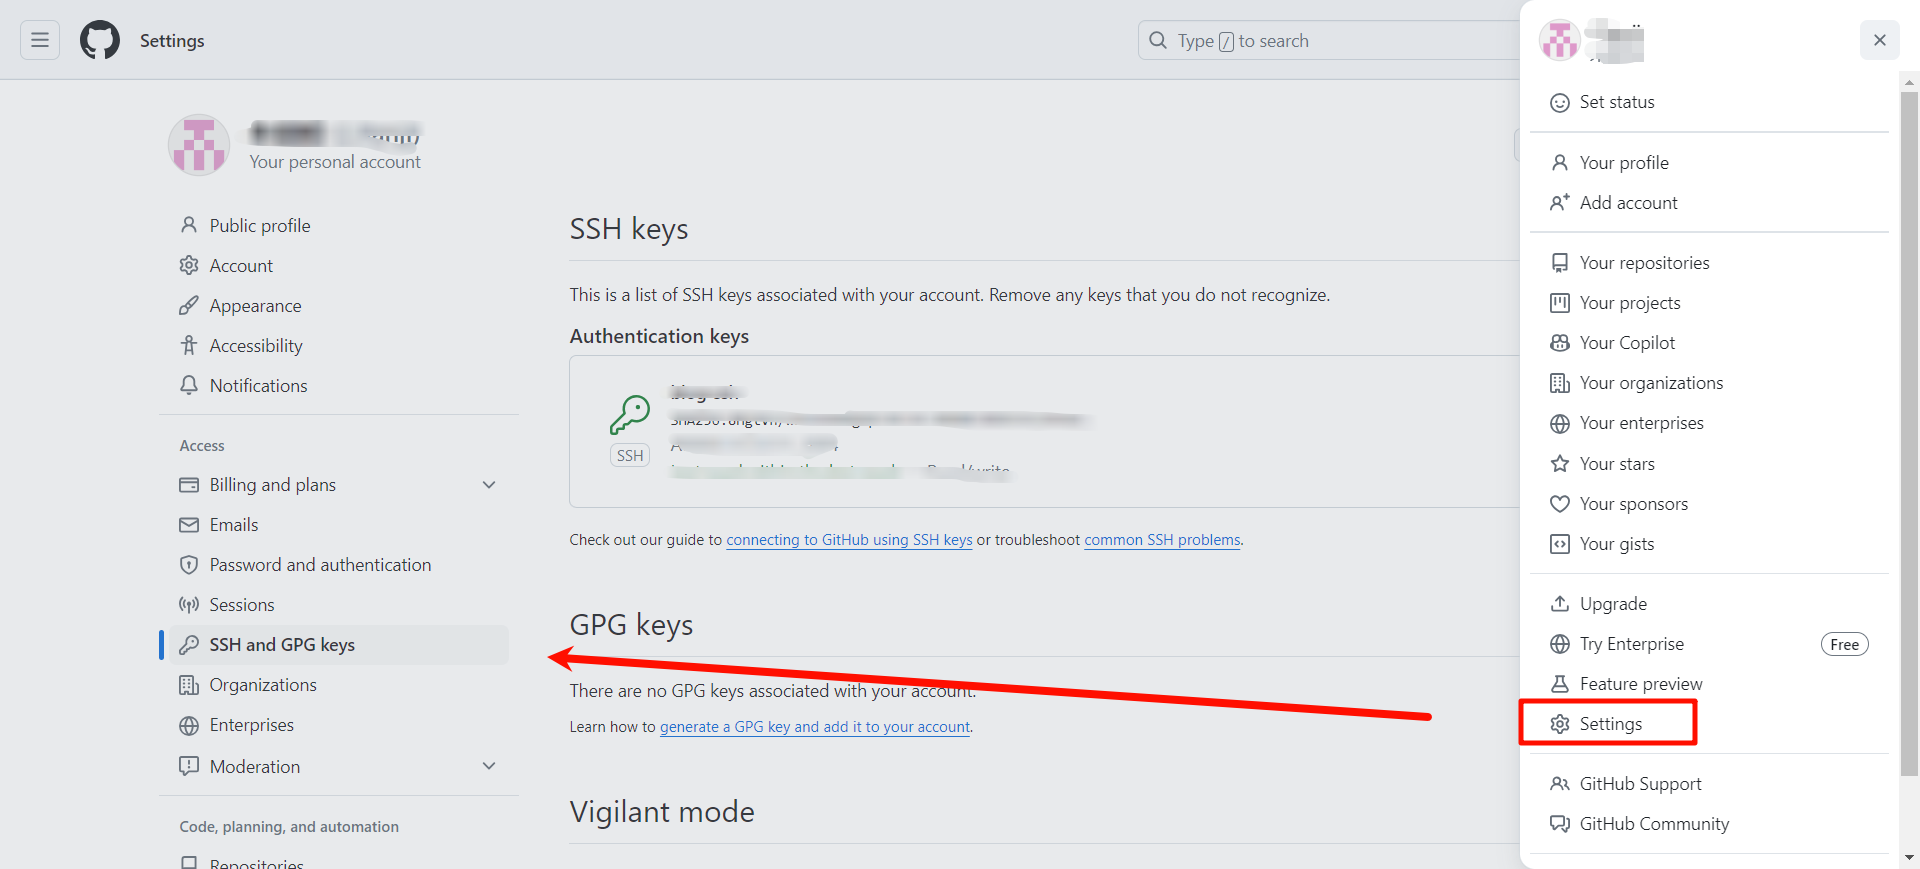 Settings
Type / to search
Your personal account
Public profile
Account
Appearance
Accessibility
Notifications
Access
Billing and plans
Emails
Password and authentication
Sessions
SSH and GPG keys
Organizations
Enterprises
Moderation
Code, planning, and automation
Repositories
SSH keys
This is a list of SSH keys associated with your account. Remove any keys that you do not recognize.
Authentication keys
SSH
Check out our guide to connecting to GitHub using SSH keys or troubleshoot common SSH problems.
GPG keys
There are no GPG keys associated with your account.
Learn how to generate a GPG key and add it to your account.
Vigilant mode
Set status
Your profile
Add account
Your repositories
Your projects
Your Copilot
Your organizations
Your enterprises
Your stars
Your sponsors
Your gists
Upgrade
Try Enterprise Free
Feature preview
Settings
GitHub Support
GitHub Community